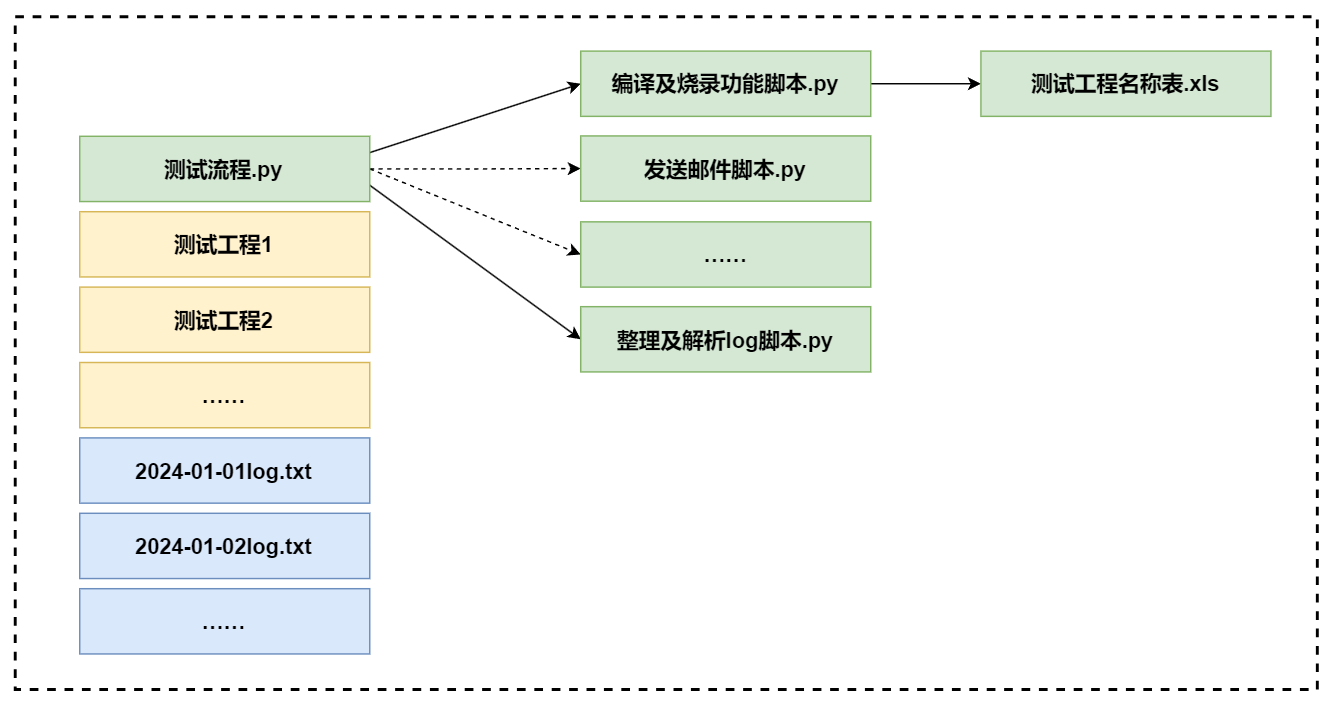 编译及烧录功能脚本.py
测试工程名称表.xls
测试流程.py
发送邮件脚本.py
测试工程1
……
测试工程2
整理及解析log脚本.py
……
2024-01-01log.txt
2024-01-02log.txt
……